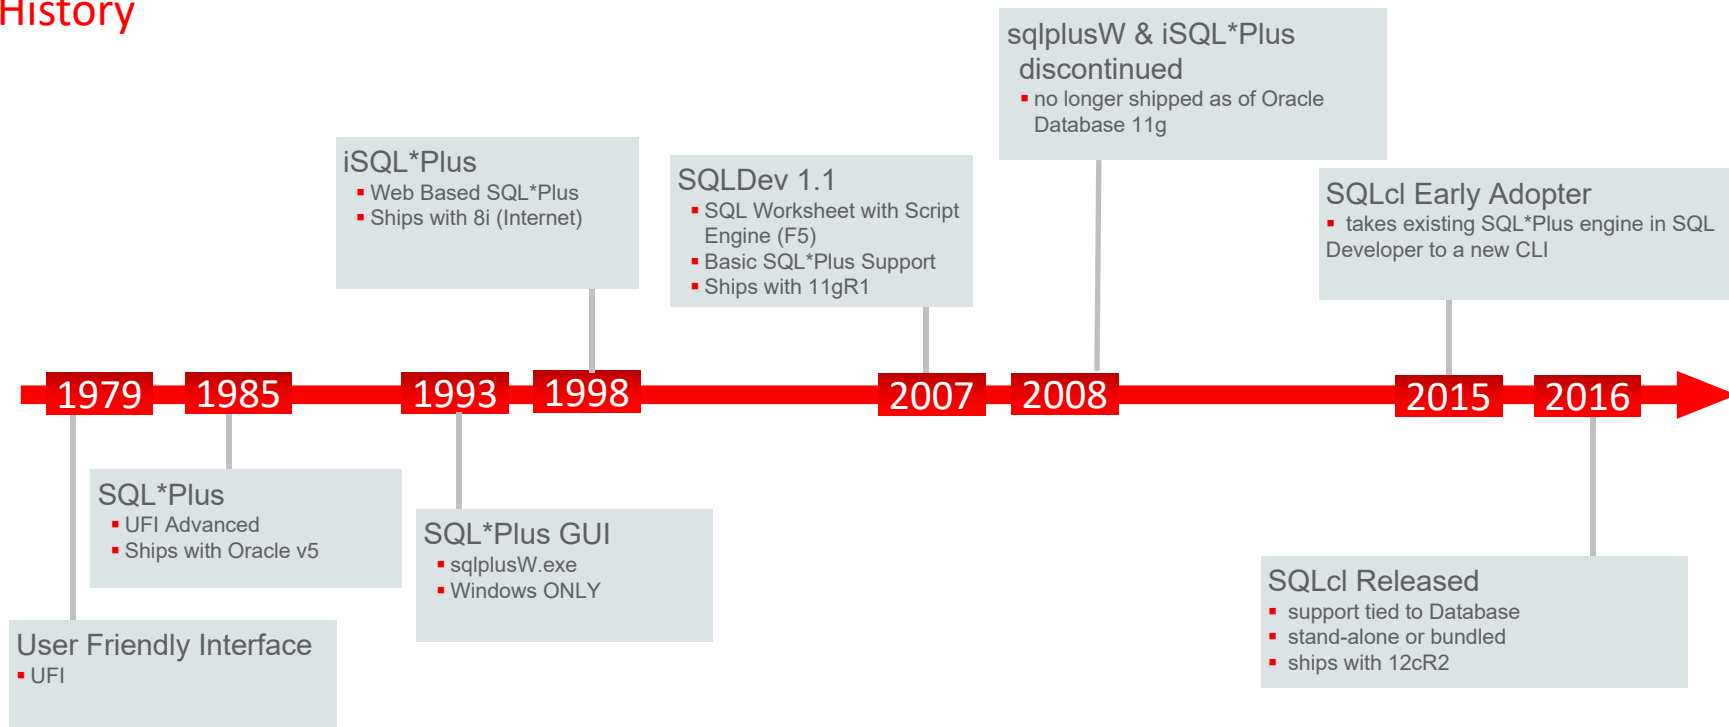 History
sqlplusW & iSQL*Plus
discontinued
▪ no longer shipped as of Oracle
Database 11g
iSQL*Plus
▪ Web Based SQL*Plus
▪ Ships with 8i (Internet)
SQLDev 1.1
▪ SQL Worksheet with Script
Engine (F5)
▪ Basic SQL*Plus Support
▪ Ships with 11gR1
SQLcl Early Adopter
▪ takes existing SQL*Plus engine in SQL
Developer to a new CLI
1979 1985 1993 1998 2007 2008 2015 2016
SQL*Plus
▪ UFI Advanced
▪ Ships with Oracle v5
SQL*Plus GUI
▪ sqlplusW.exe
▪ Windows ONLY
User Friendly Interface
▪ UFI
SQLcl Released
▪ support tied to Database
▪ stand-alone or bundled
▪ ships with 12cR2